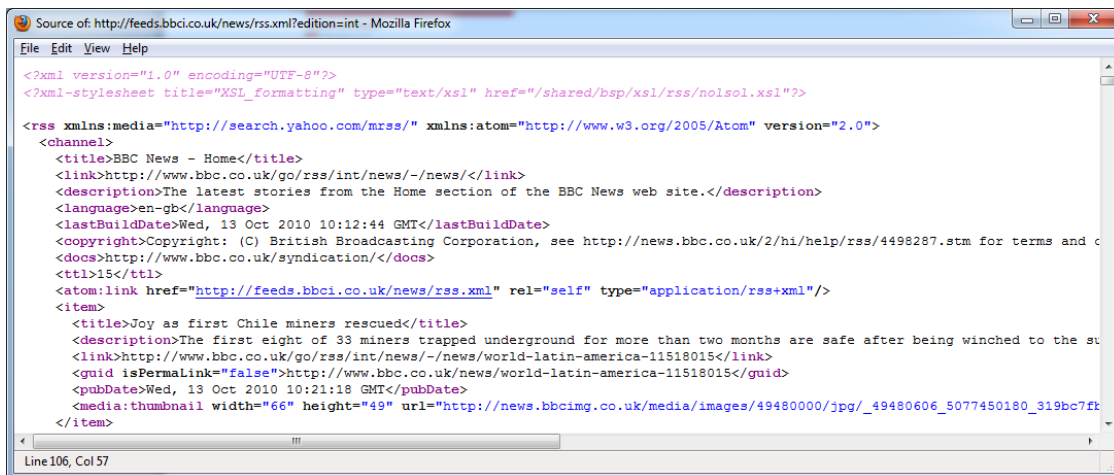 Source of: http://feeds.bbci.co.uk/news/rss.xml?edition=int - Mozilla Firefox
File Edit View Help
<?xml version="1.0" encoding="UTF-8"?>
<?xml-stylesheet title="XSL_formatting" type="text/xsl" href="/shared/bsp/xsl/rss/nolsol.xsl"?>
<rss xmlns:media="http://search.yahoo.com/mrss/" xmlns:atom="http://www.w3.org/2005/Atom" version="2.0">
<channel>
<title>BBC News - Home</title>
<link>http://www.bbc.co.uk/go/rss/int/news/-/news/</link>
<description>The latest stories from the Home section of the BBC News web site.</description>
<language>en-gb</language>
<lastBuildDate>Wed, 13 Oct 2010 10:12:44 GMT</lastBuildDate>
<copyright>Copyright: (C) British Broadcasting Corporation, see http://news.bbc.co.uk/2/hi/help/rss/4498287.stm for terms and
<docs>http://www.bbc.co.uk/syndication/</docs>
<ttl>15</ttl>
<atom:link href="http://feeds.bbci.co.uk/news/rss.xml" rel="self" type="application/rss+xml"/>
<item>
<title>Joy as first Chile miners rescued</title>
<description>The first eight of 33 miners trapped underground for more than two months are safe after being winched to the
<link>http://www.bbc.co.uk/go/rss/int/news/-/news/world-latin-america-11518015</link>
<guid isPermaLink="false">http://www.bbc.co.uk/news/world-latin-america-11518015</guid>
<pubDate>Wed, 13 Oct 2010 10:21:18 GMT</pubDate>
<media:thumbnail width="66" height="49" url="http://news.bbcimg.co.uk/media/images/49480000/jpg/_49480606_5077450180_319bc7fb
</item>
Line 106, Col 57